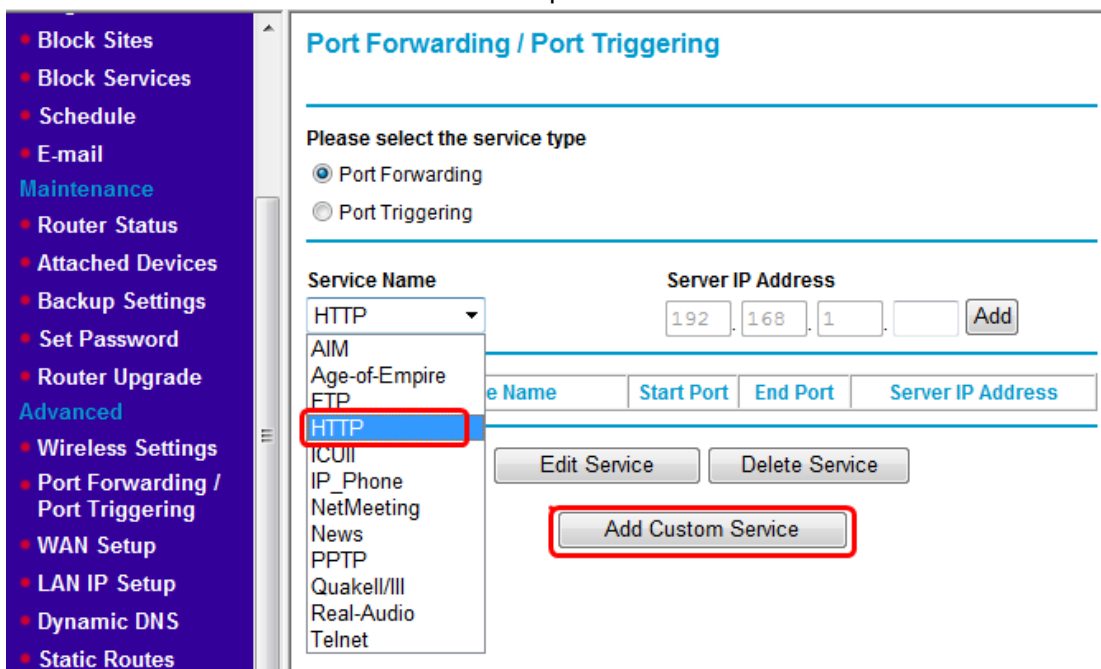 Block Sites
Block Services
Schedule
E-mail
Maintenance
Router Status
Attached Devices
Backup Settings
Set Password
Router Upgrade
Advanced
Wireless Settings
Port Forwarding /
Port Triggering
WAN Setup
LAN IP Setup
Dynamic DNS
Static Routes
Port Forwarding / Port Triggering
Please select the service type
Port Forwarding
Port Triggering
Service Name
Server IP Address
HTTP
192 . 168 . 1 .
Add
AIM
Age-of-Empire
FTP
HTTP
ICUII
IP_Phone
NetMeeting
News
PPTP
QuakeII/III
Real-Audio
Telnet
e Name
Start Port
End Port
Server IP Address
Edit Service
Delete Service
Add Custom Service